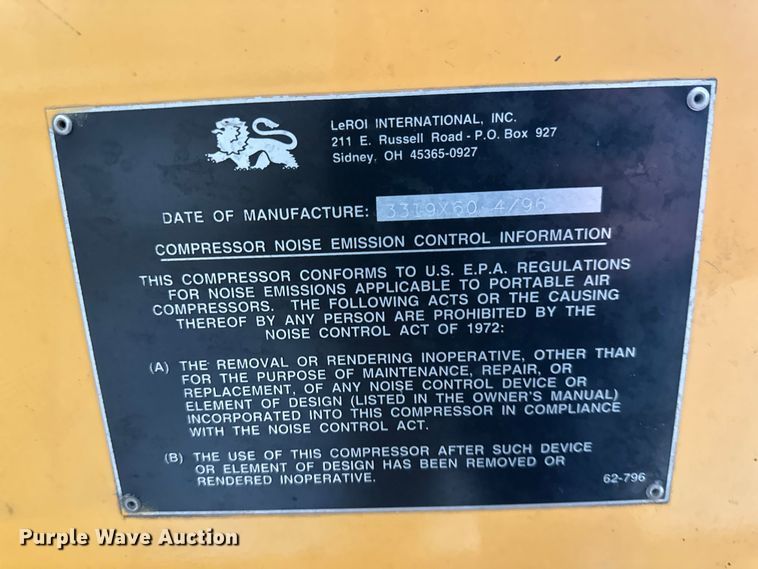 LeROI INTERNATIONAL, INC.
211 E. Russell Road - P.O. Box 927
Sidney, OH 45365-0927
DATE OF MANUFACTURE: 3319X60 4/96
COMPRESSOR NOISE EMISSION CONTROL INFORMATION
THIS COMPRESSOR CONFORMS TO U.S. E.P.A. REGULATIONS
FOR NOISE EMISSIONS APPLICABLE TO PORTABLE AIR
COMPRESSORS. THE FOLLOWING ACTS OR THE CAUSING
THEREOF BY ANY PERSON ARE PROHIBITED BY THE
NOISE CONTROL ACT OF 1972:
(A) THE REMOVAL OR RENDERING INOPERATIVE, OTHER THAN
FOR THE PURPOSE OF MAINTENANCE, REPAIR, OR
REPLACEMENT, OF ANY NOISE CONTROL DEVICE OR
ELEMENT OF DESIGN (LISTED IN THE OWNER'S MANUAL)
INCORPORATED INTO THIS COMPRESSOR IN COMPLIANCE
WITH THE NOISE CONTROL ACT.
(B) THE USE OF THIS COMPRESSOR AFTER SUCH DEVICE
OR ELEMENT OF DESIGN HAS BEEN REMOVED OR
RENDERED INOPERATIVE.
62-796
Purple Wave Auction